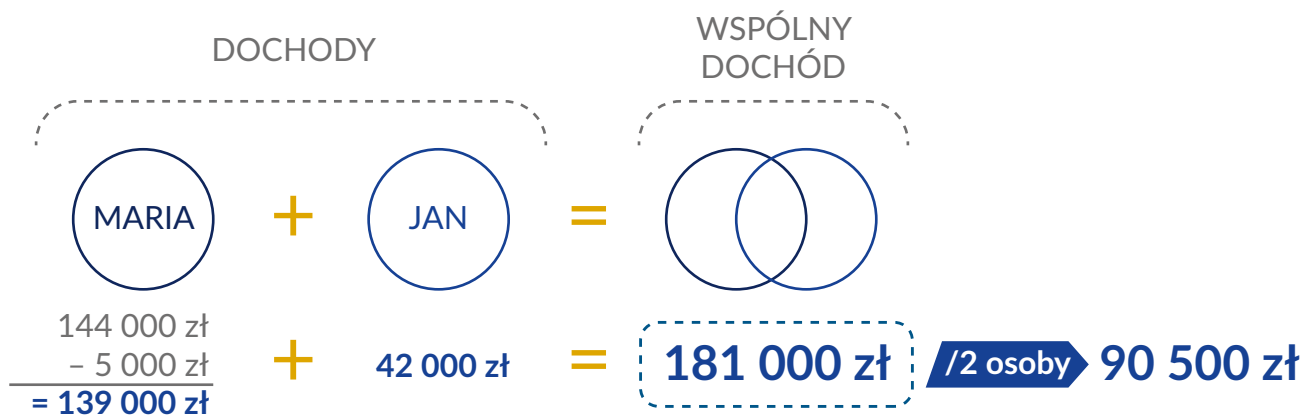 DOCHODY
WSPÓLNY
DOCHÓD
MARIA + JAN =
144 000 zł
– 5 000 zł
= 139 000 zł
+ 42 000 zł = 181 000 zł /2 osoby 90 500 zł